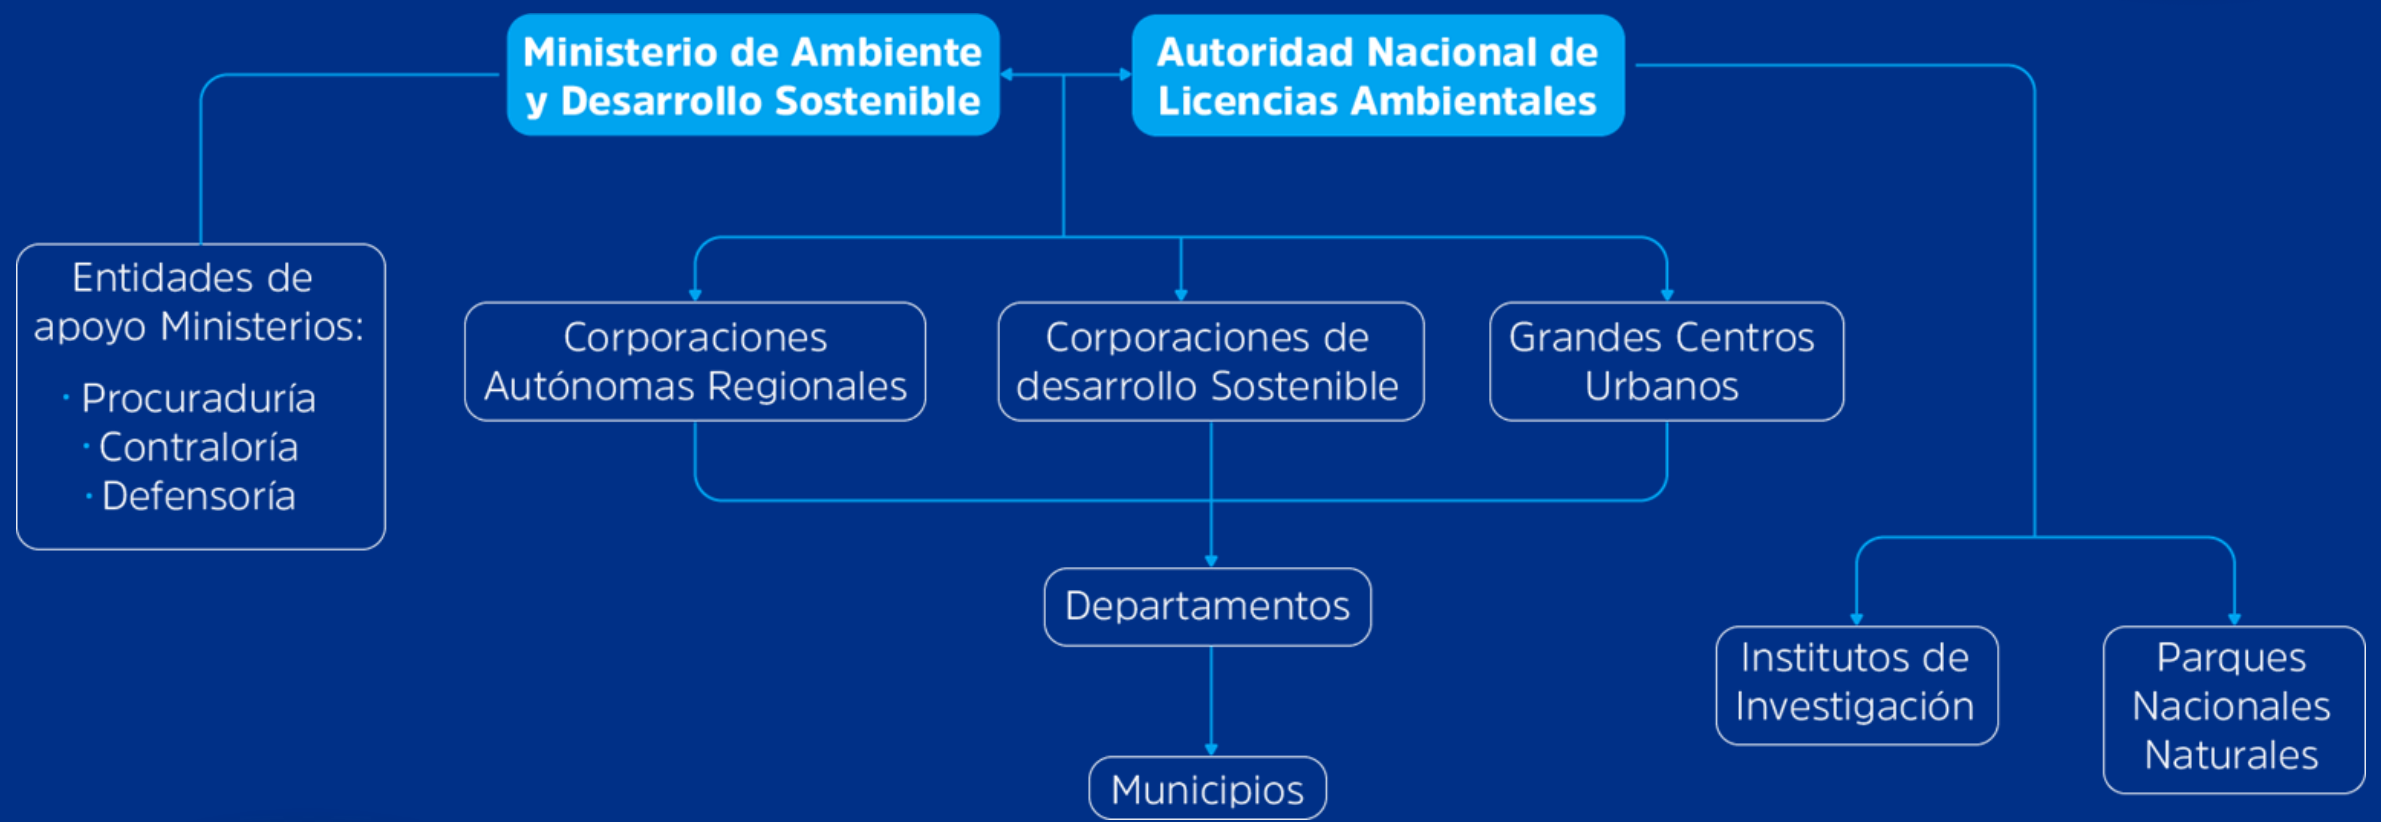 Ministerio de Ambiente
y Desarrollo Sostenible
Autoridad Nacional de
Licencias Ambientales
Entidades de
apoyo Ministerios:
· Procuraduría
· Contraloría
· Defensoría
Corporaciones
Autónomas Regionales
Corporaciones de
desarrollo Sostenible
Grandes Centros
Urbanos
Departamentos
Municipios
Institutos de
Investigación
Parques
Nacionales
Naturales